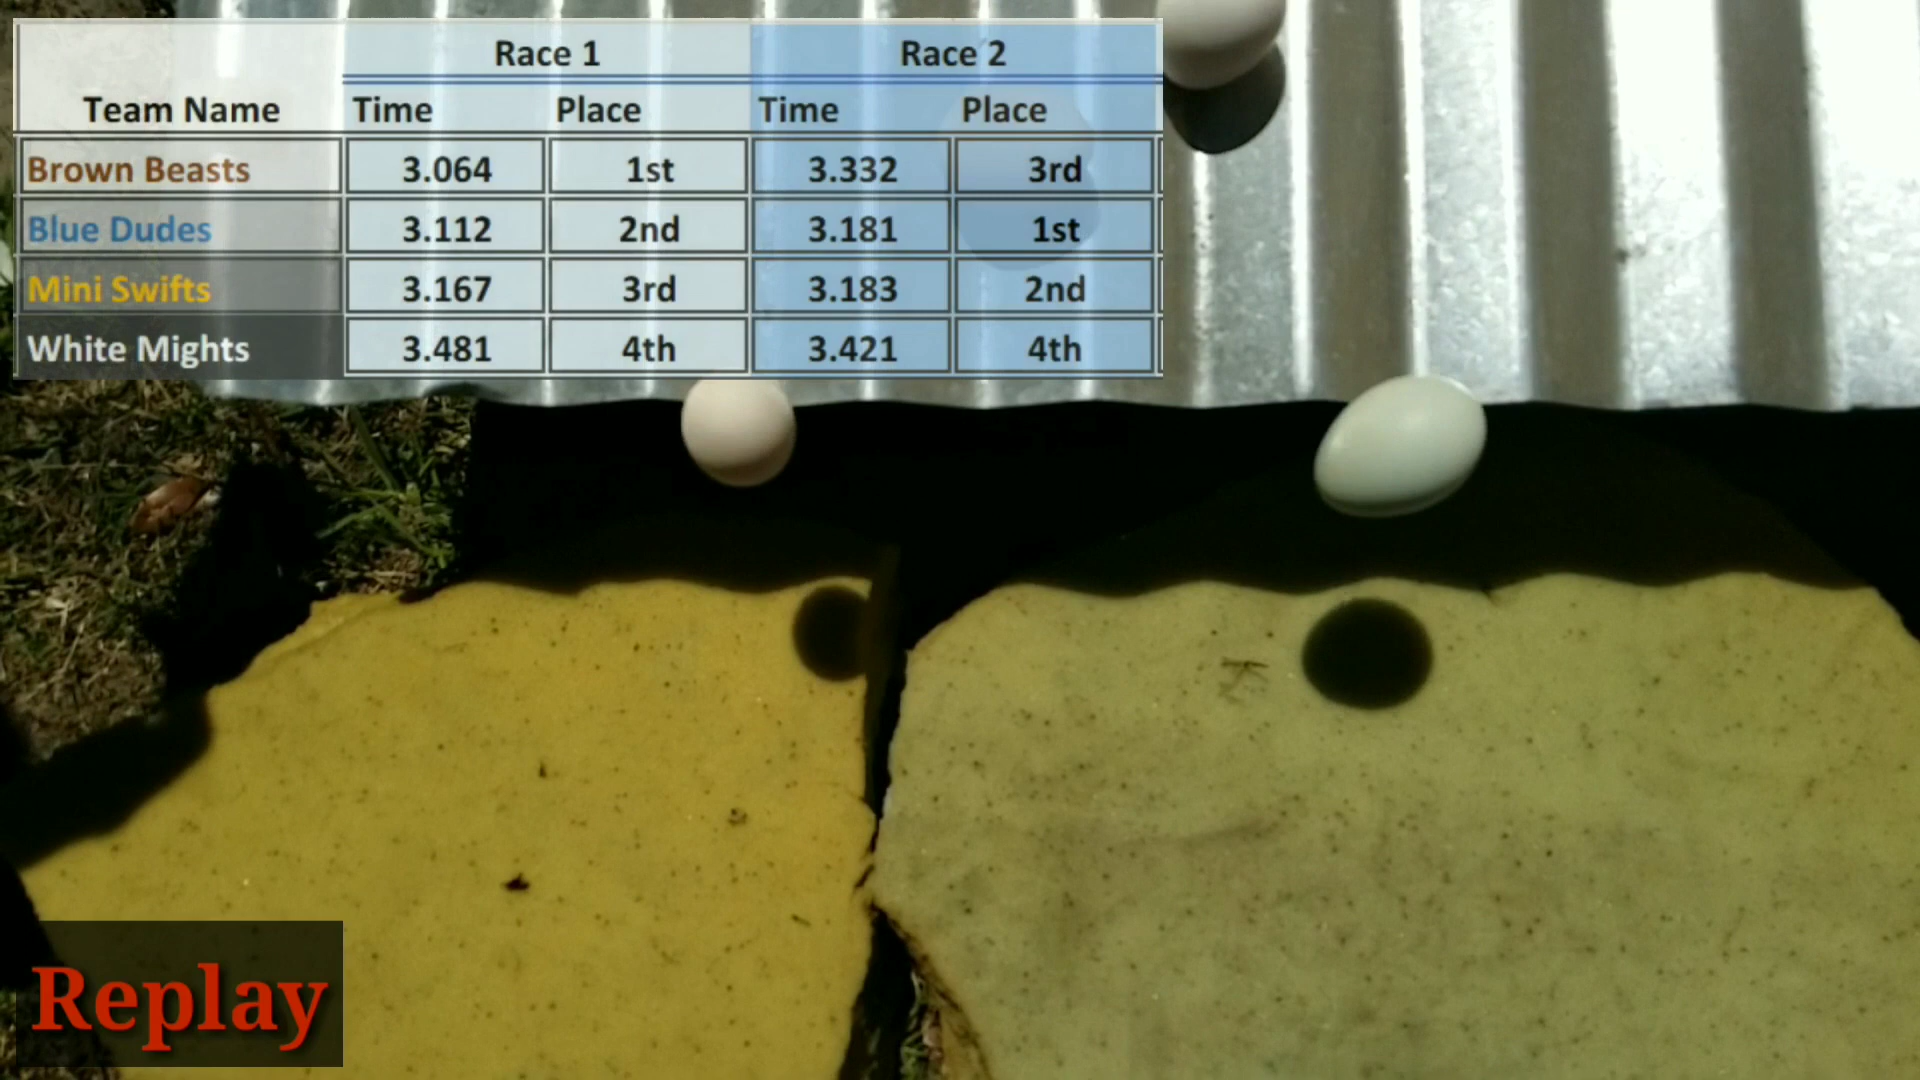 Race 1 Race 2
Team Name Time Place Time Place
Brown Beasts 3.064 1st 3.332 3rd
Blue Dudes 3.112 2nd 3.181 1st
Mini Swifts 3.167 3rd 3.183 2nd
White Mights 3.481 4th 3.421 4th
Replay